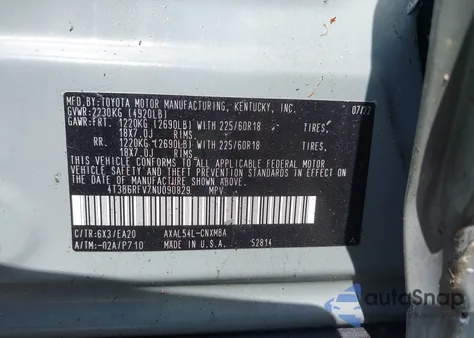 MFD.BY:TOYOTA MOTOR MANUFACTURING, KENTUCKY, INC. 07/22
GVWR:2230KG (4920LB)
GAWR:FRT. 1220KG (2690LB) WITH 225/60R18 TIRES,
18X7.0J RIMS,
RR. 1220KG (2690LB) WITH 225/60R18 TIRES,
18X7.0J RIMS.
THIS VEHICLE CONFORMS TO ALL APPLICABLE FEDERAL MOTOR
VEHICLE SAFETY AND THEFT PREVENTION STANDARDS IN EFFECT
ON THE DATE OF MANUFACTURE SHOWN ABOVE.
4T3B6RFV7NU090829 MPV
C/TR:6X3/EA20 AXAL54L-CNXMBA
A/TM:-02A/P710 MADE IN U.S.A. S2814
autoSnap
www.autosnap